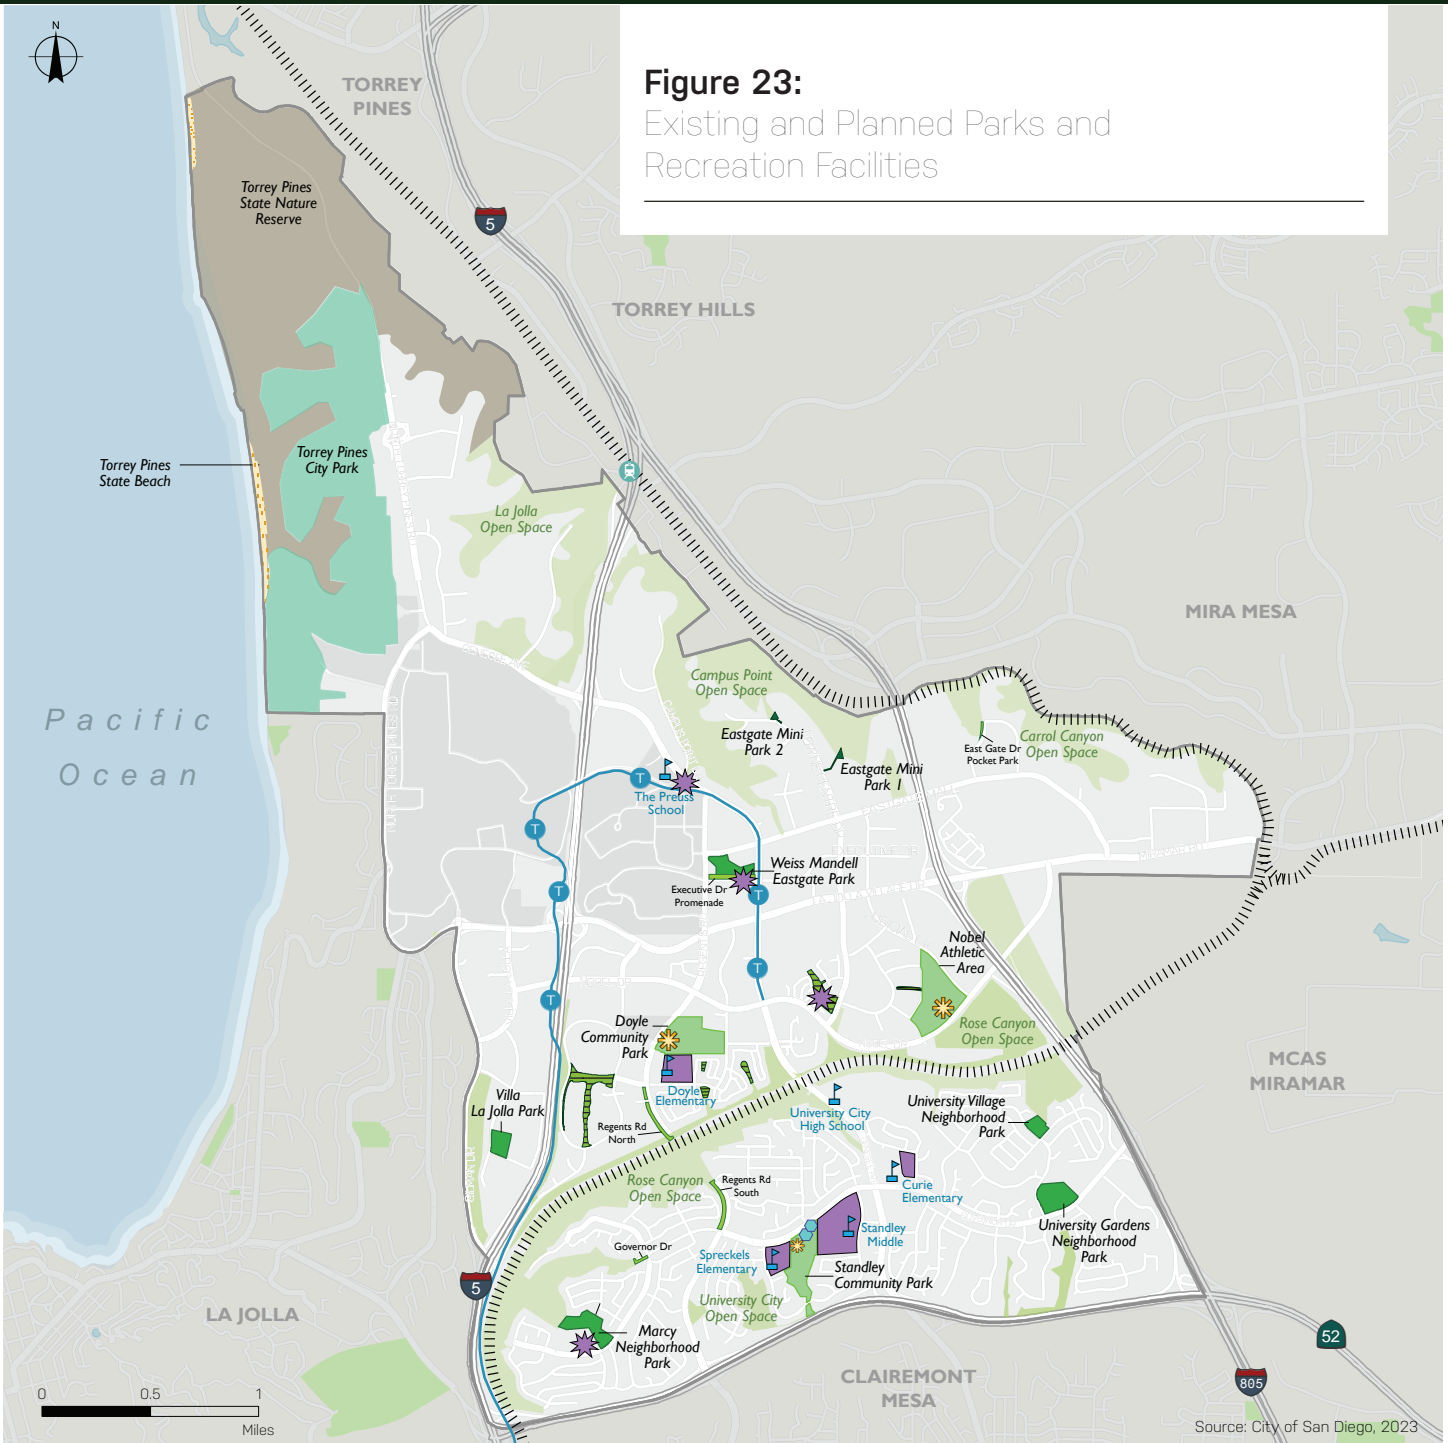 Figure 23:
Existing and Planned Parks and
Recreation Facilities
N
TORREY
PINES
Torrey Pines
State Nature
Reserve
5
TORREY HILLS
Torrey Pines
City Park
Torrey Pines
State Beach
La Jolla
Open Space
MIRA MESA
Pacific
Ocean
Campus Point
Open Space
Eastgate Mini
Park 2
Eastgate Mini
Park 1
East Gate Dr
Pocket Park
Carrol Canyon
Open Space
T
The Preuss
School
T
T
Weiss Mandell
Eastgate Park
Executive Dr
Promenade
T
EXECUTIVE DR
Nobel
Athletic
Area
T
T
NOBEL DR
Doyle
Community
Park
Rose Canyon
Open Space
MCAS
MIRAMAR
Doyle
Elementary
Villa
La Jolla Park
University City
High School
University Village
Neighborhood
Park
Regents Rd
North
Rose Canyon
Open Space
Regents Rd
South
Curie
Elementary
University Gardens
Neighborhood
Park
Standley
Middle
Governor Dr
Spreckels
Elementary
Standley
Community Park
5
University City
Open Space
LA JOLLA
Marcy
Neighborhood
Park
52
CLAIREMONT
MESA
805
0 0.5 1
Miles
Source: City of San Diego, 2023